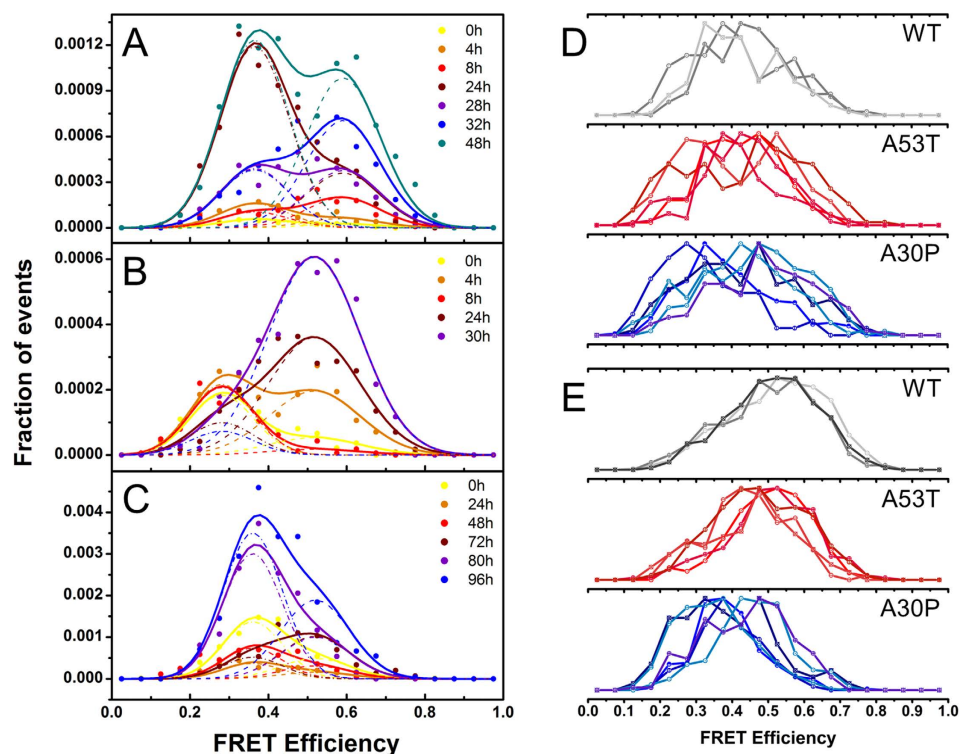 A
0h
4h
8h
24h
28h
32h
48h
0.0012
0.0009
0.0006
0.0003
0.0000
B
0h
4h
8h
24h
30h
0.0006
0.0004
0.0002
0.0000
C
0h
24h
48h
72h
80h
96h
0.004
0.003
0.002
0.001
0.000
0.0 0.2 0.4 0.6 0.8 1.0
Fraction of events
FRET Efficiency
D
WT
A53T
A30P
E
WT
A53T
A30P
0.0 0.1 0.2 0.3 0.4 0.5 0.6 0.7 0.8 0.9 1.0
FRET Efficiency